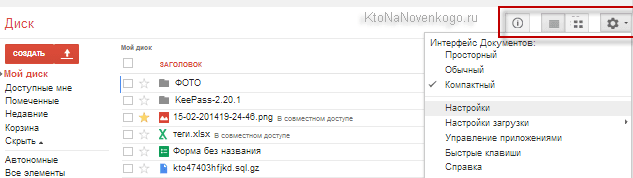 KtoNaNovenkogo.ru
Диск
СОЗДАТЬ
Мой диск
Доступные мне
Помеченные
Недавние
Корзина
Скрыть
Автономные
Все элементы
Мой диск
ЗАГОЛОВОК
ФОТО
KeePass-2.20.1
15-02-201419-24-46.png В совместном доступе
теги.xlsx В совместном доступе
Форма без названия
kto47403hfjkd.sql.gz
Интерфейс Документов:
Просторный
Обычный
Компактный
Настройки
Настройки загрузки
Управление приложениями
Быстрые клавиши
Справка